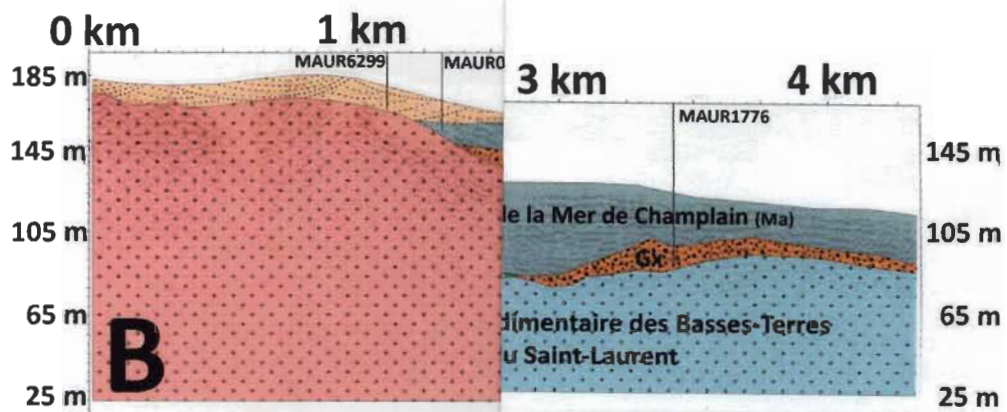 0 km 1 km
MAUR6299 MAUR0
185 m
145 m
105 m
65 m
25 m
B
3 km 4 km
MAUR1776
de la Mer de Champlain (Ma)
Gx
dimentaire des Basses-Terres
u Saint-Laurent
145 m
105 m
65 m
25 m